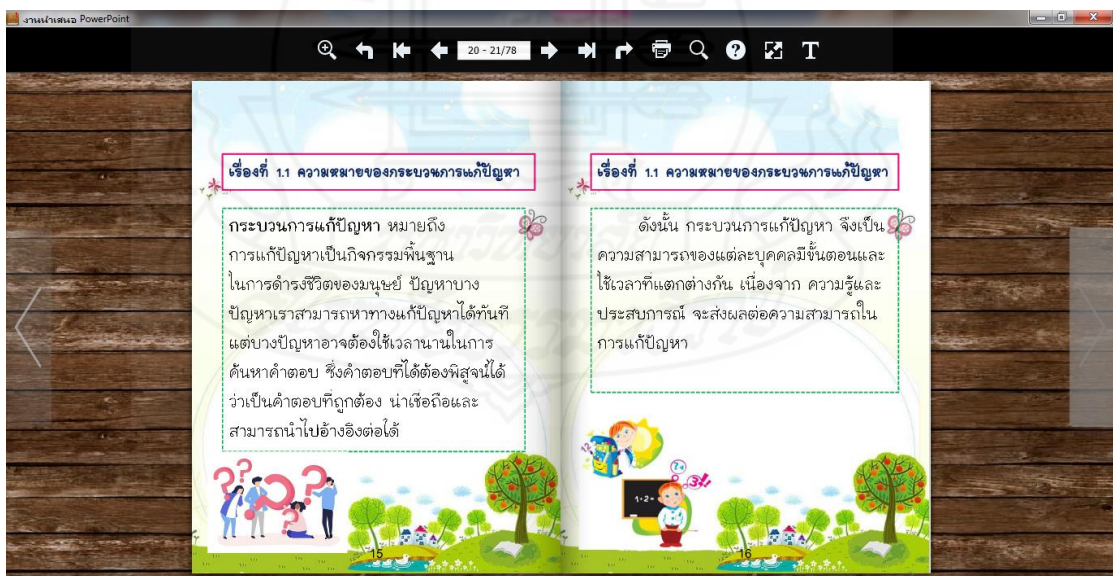 งานนำเสนอ PowerPoint
20 - 21/78
เรื่องที่ 1.1 ความหมายของกระบวนการแก้ปัญหา
กระบวนการแก้ปัญหา หมายถึง
การแก้ปัญหาเป็นกิจกรรมพื้นฐาน
ในการดำรงชีวิตของมนุษย์ ปัญหาบาง
ปัญหาเราสามารถหาทางแก้ปัญหาได้ทันที
แต่บางปัญหาอาจต้องใช้เวลานานในการ
ค้นหาคำตอบ ซึ่งคำตอบที่ได้ต้องพิสูจน์ได้
ว่าเป็นคำตอบที่ถูกต้อง น่าเชื่อถือและ
สามารถนำไปอ้างอิงต่อได้
15
เรื่องที่ 1.1 ความหมายของกระบวนการแก้ปัญหา
ดังนั้น กระบวนการแก้ปัญหา จึงเป็น
ความสามารถของแต่ละบุคคลมีขั้นตอนและ
ใช้เวลาที่แตกต่างกัน เนื่องจาก ความรู้และ
ประสบการณ์ จะส่งผลต่อความสามารถใน
การแก้ปัญหา
1+2=
3!!
16